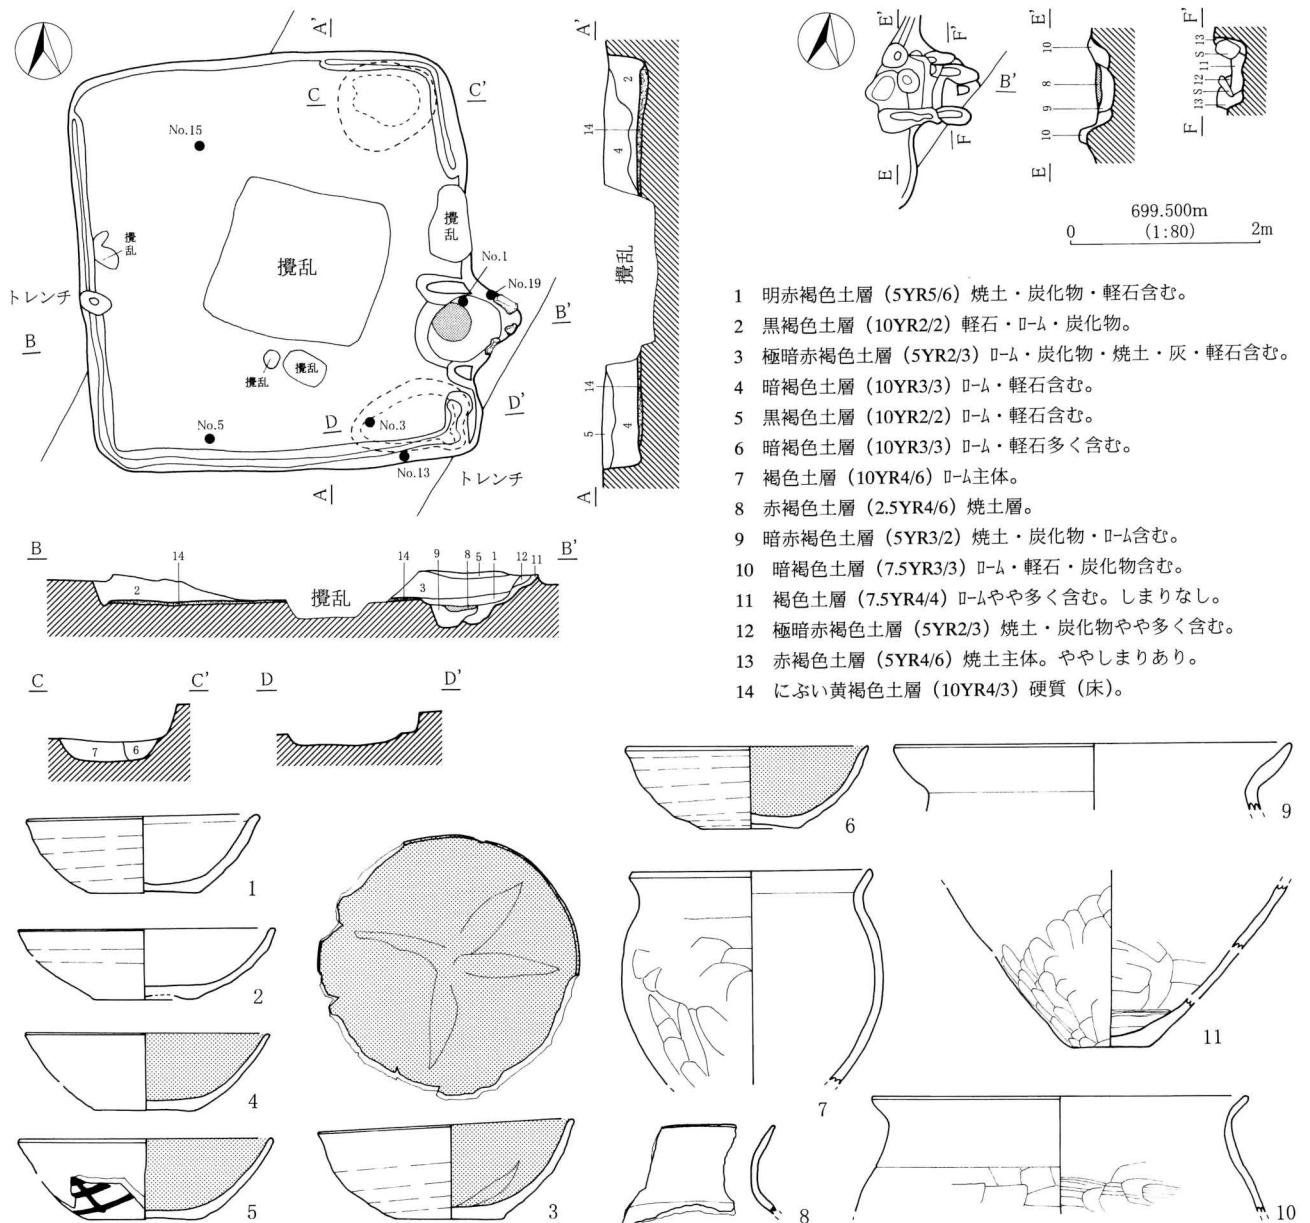 A'
C
C'
No.15
攪乱
攪乱
攪乱
No.1
No.19
トレンチ
B
B'
攪乱
攪乱
D
D'
No.3
No.5
No.13
A
トレンチ
A'
2
14
4
攪乱
14
5
4
A
E'
F'
B'
E
F
E'
10
8
9
10
E
F'
13
S
11
12
S
13
F
699.500m
0 (1:80) 2m
1 明赤褐色土層（5YR5/6）焼土・炭化物・軽石含む。
2 黒褐色土層（10YR2/2）軽石・ﾛｰﾑ・炭化物。
3 極暗赤褐色土層（5YR2/3）ﾛｰﾑ・炭化物・焼土・灰・軽石含む。
4 暗褐色土層（10YR3/3）ﾛｰﾑ・軽石含む。
5 黒褐色土層（10YR2/2）ﾛｰﾑ・軽石含む。
6 暗褐色土層（10YR3/3）ﾛｰﾑ・軽石多く含む。
7 褐色土層（10YR4/6）ﾛｰﾑ主体。
8 赤褐色土層（2.5YR4/6）焼土層。
9 暗赤褐色土層（5YR3/2）焼土・炭化物・ﾛｰﾑ含む。
10 暗褐色土層（7.5YR3/3）ﾛｰﾑ・軽石・炭化物含む。
11 褐色土層（7.5YR4/4）ﾛｰﾑやや多く含む。しまりなし。
12 極暗赤褐色土層（5YR2/3）焼土・炭化物やや多く含む。
13 赤褐色土層（5YR4/6）焼土主体。ややしまりあり。
14 にぶい黄褐色土層（10YR4/3）硬質（床）。
B
14
2
攪乱
14 9 8 5 1 12 11
3
B'
C
C'
7 6
D
D'
1
2
4
5
3
6
7
8
9
11
10